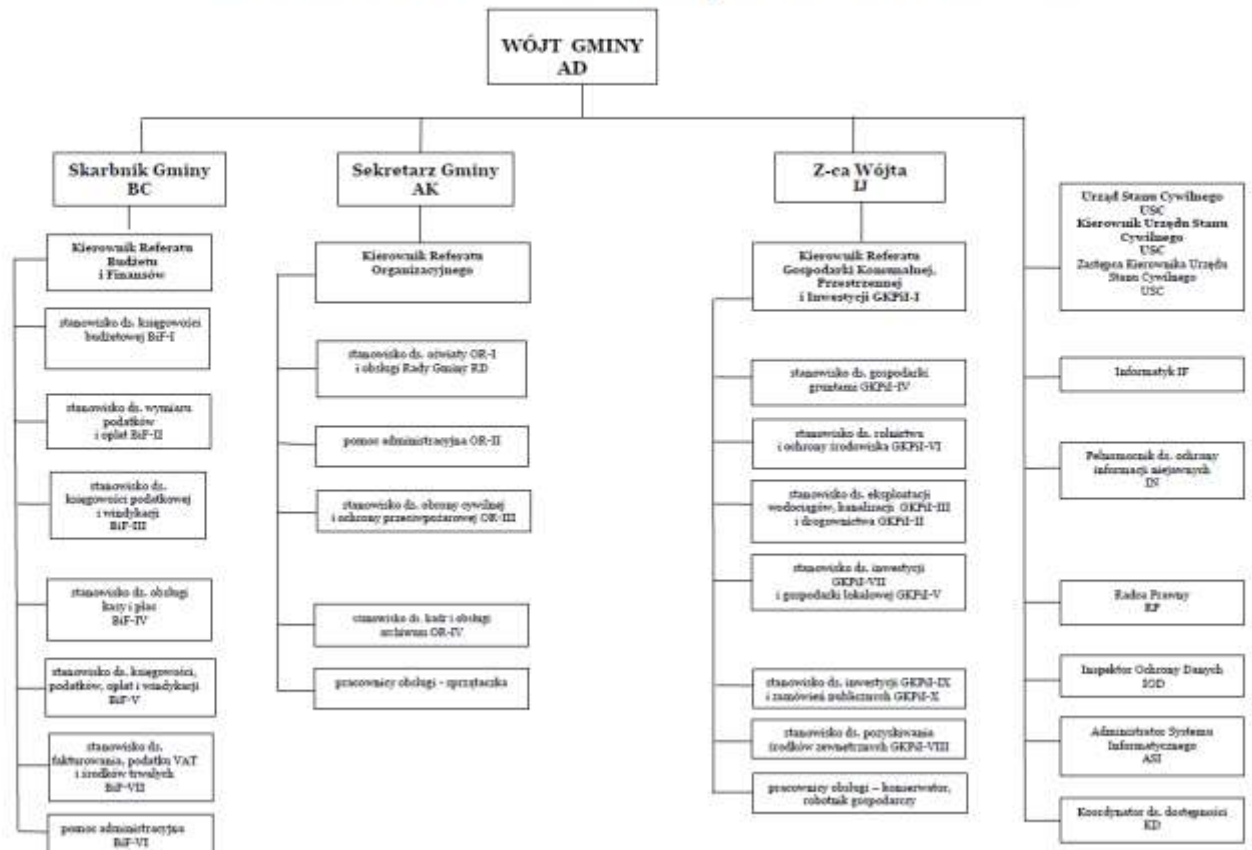 WÓJT GMINY
AD
Skarbnik Gminy
BC
Sekretarz Gminy
AK
Z-ca Wójta
IJ
Kierownik Referatu
Budżetu
i Finansów
stanowisko ds. księgowości
budżetowej BiF-I
stanowisko ds. wymiaru
podatków
i opłat BiF-II
stanowisko ds.
księgowości podatkowej
i windykacji
BiF-III
stanowisko ds. obsługi
kasy i płac
BiF-IV
stanowisko ds. księgowości,
podatków, opłat i windykacji
BiF-V
stanowisko ds.
fakturowania, podatku VAT
i środków trwałych
BiF-VII
pomoc administracyjna
BiF-VI
Kierownik Referatu
Organizacyjnego
stanowisko ds. oświaty OR-I
i obsługi Rady Gminy RD
pomoc administracyjna OR-II
stanowisko ds. obrony cywilnej
i ochrony przeciwpożarowej OR-III
stanowisko ds. kadr i obsługi
archiwum OR-IV
pracownicy obsługi - sprzątaczka
Kierownik Referatu
Gospodarki Komunalnej,
Przestrzennej
i Inwestycji GKPiI-I
stanowisko ds. gospodarki
gruntami GKPiI-IV
stanowisko ds. rolnictwa
i ochrony środowiska GKPiI-VI
stanowisko ds. eksploatacji
wodociągów, kanalizacji GKPiI-III
i drogownictwa GKPiI-II
stanowisko ds. inwestycji
GKPiI-VII
i gospodarki lokalowej GKPiI-V
stanowisko ds. inwestycji GKPiI-IX
i zamówień publicznych GKPiI-X
stanowisko ds. pozyskiwania
środków zewnętrznych GKPiI-VIII
pracownicy obsługi – konserwator,
robotnik gospodarczy
Urząd Stanu Cywilnego
USC
Kierownik Urzędu Stanu
Cywilnego
USC
Zastępca Kierownika Urzędu
Stanu Cywilnego
USC
Informatyk IF
Pełnomocnik ds. ochrony
informacji niejawnych
IN
Radca Prawny
RP
Inspektor Ochrony Danych
IOD
Administrator Systemu
Informatycznego
ASI
Koordynator ds. dostępności
KD